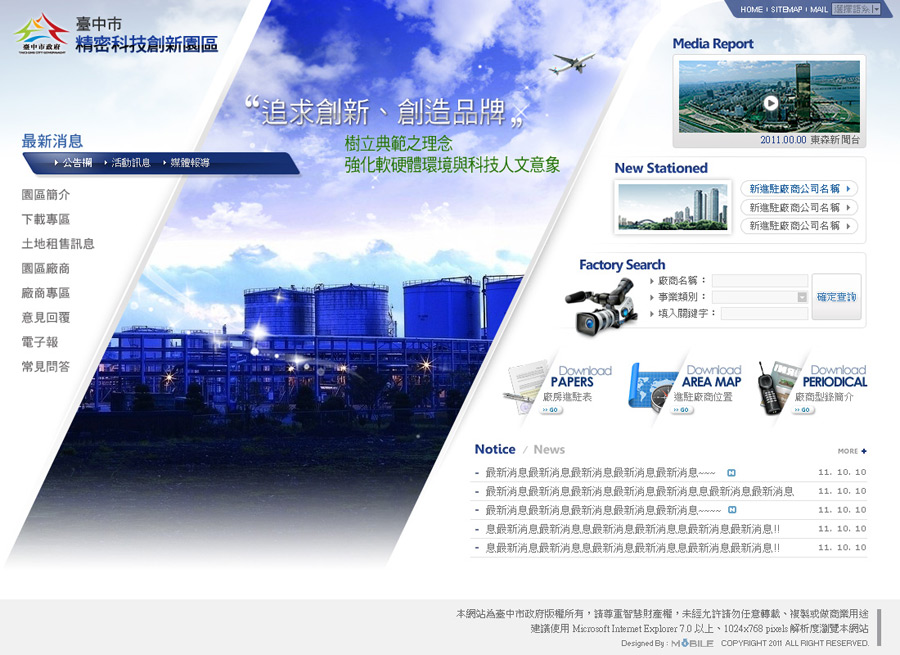 HOME | SITEMAP | MAIL 選擇語系
臺中市政府
臺中市
精密科技創新園區
最新消息
公告欄 活動訊息 媒體報導
園區簡介
下載專區
土地租售訊息
園區廠商
廠商專區
意見回覆
電子報
常見問答
“追求創新、創造品牌”
樹立典範之理念
強化軟硬體環境與科技人文意象
Media Report
2011.00.00 東森新聞台
New Stationed
新進駐廠商公司名稱
新進駐廠商公司名稱
新進駐廠商公司名稱
Factory Search
廠商名稱：
事業類別：
填入關鍵字：
確定查詢
Download
PAPERS
廠房進駐表
GO
Download
AREA MAP
進駐廠商位置
GO
Download
PERIODICAL
廠商型錄簡介
GO
Notice / News
MORE +
- 最新消息最新消息最新消息最新消息最新消息~~~ N 11. 10. 10
- 最新消息最新消息最新消息最新消息息最新消息最新消息 11. 10. 10
- 最新消息最新消息最新消息最新消息最新消息~~~~ N 11. 10. 10
- 息最新消息最新消息息最新消息最新消息息最新消息最新消息!! 11. 10. 10
- 息最新消息最新消息息最新消息最新消息息最新消息最新消息!! 11. 10. 10
本網站為臺中市政府版權所有，請尊重智慧財產權，未經允許請勿任意轉載、複製或做商業用途
建議使用 Microsoft Internet Explorer 7.0 以上、1024x768 pixels 解析度瀏覽本網站
Designed By : MOBILE COPYRIGHT 2011 ALL RIGHT RESERVED.